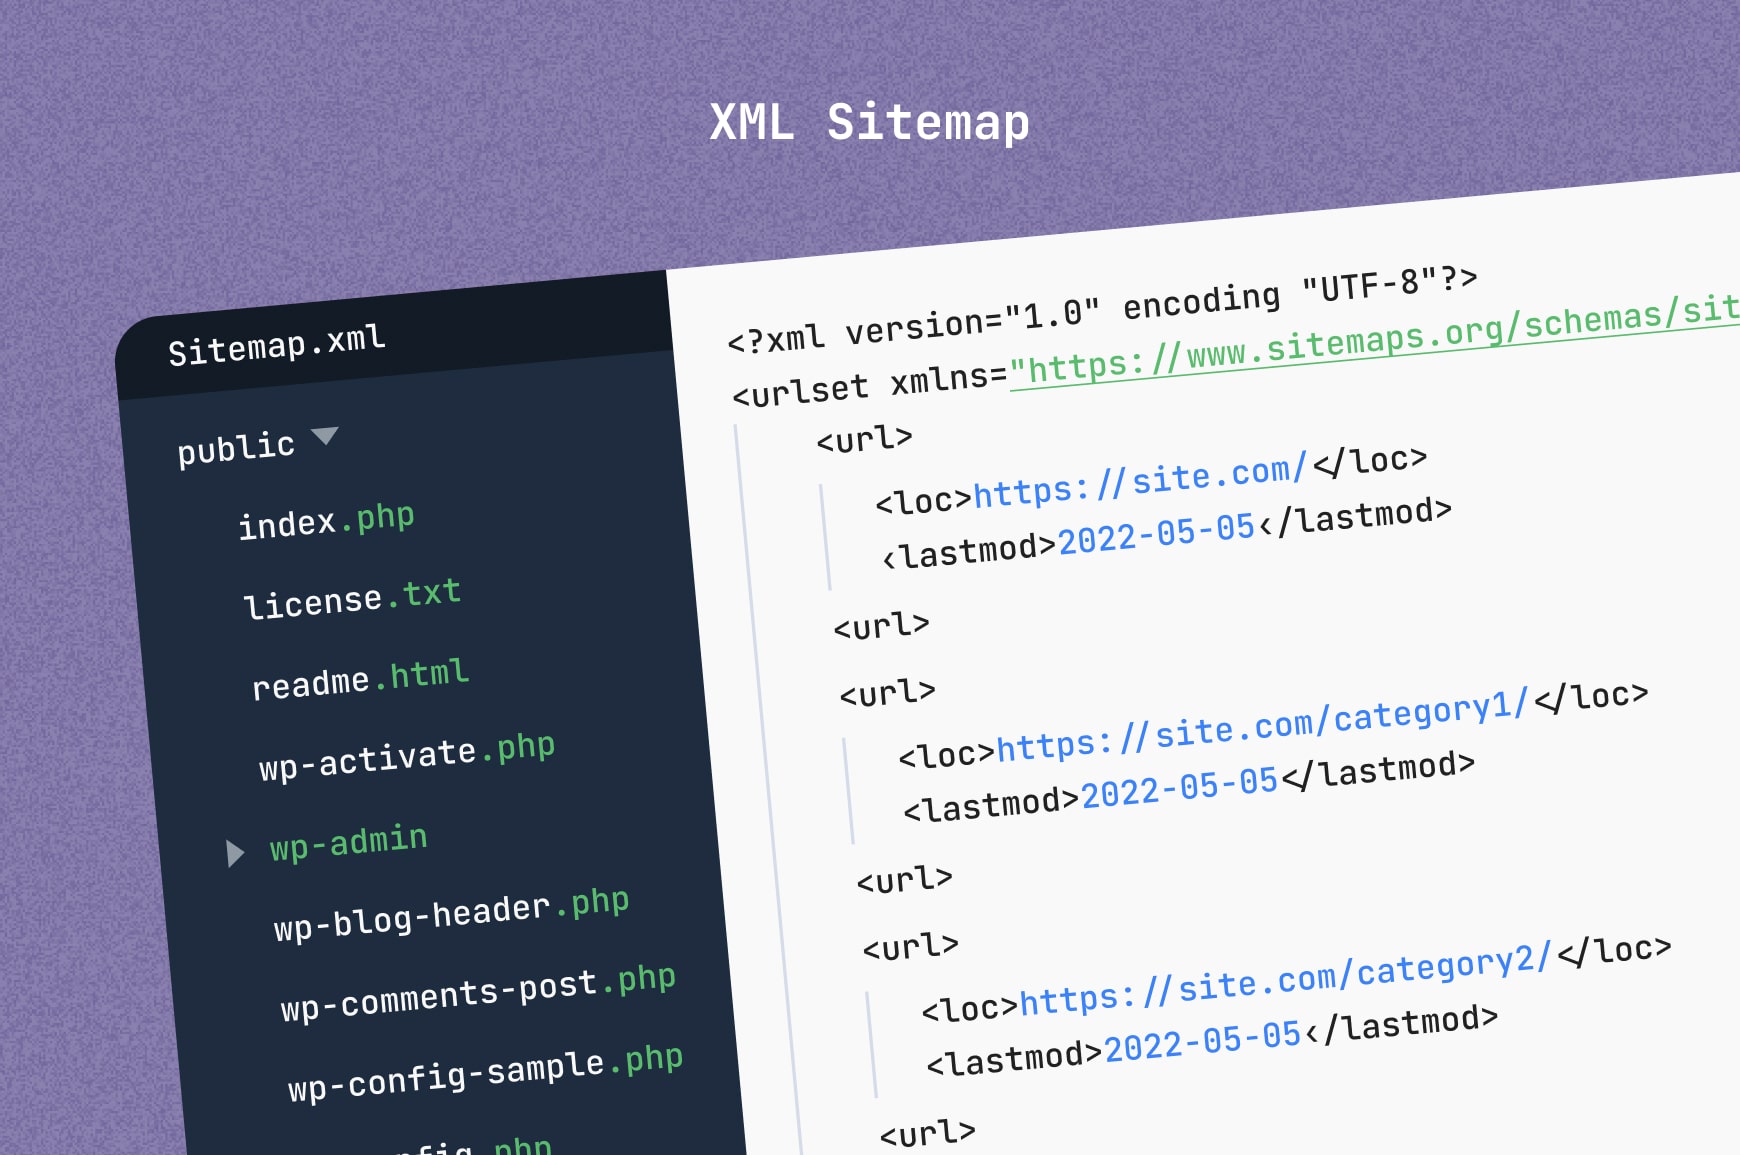 XML Sitemap
Sitemap.xml
public
index.php
license.txt
readme.html
wp-activate.php
wp-admin
wp-blog-header.php
wp-comments-post.php
wp-config-sample.php
nfig.php
<?xml version="1.0" encoding "UTF-8"?>
<urlset xmlns="https://www.sitemaps.org/schemas/sit
<url>
<loc>https://site.com/</loc>
‹lastmod>2022-05-05‹/lastmod>
<url>
<url>
<loc>https://site.com/category1/</loc>
<lastmod>2022-05-05</lastmod>
<url>
<url>
<loc>https://site.com/category2/</loc>
<lastmod>2022-05-05‹/lastmod>
<url>